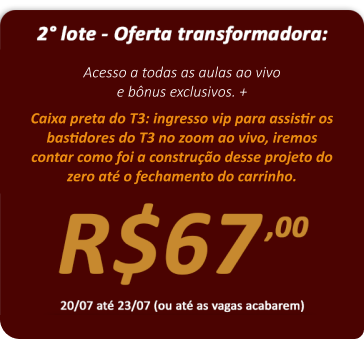 2° lote - Oferta transformadora:
Acesso a todas as aulas ao vivo
e bônus exclusivos. +
Caixa preta do T3: ingresso vip para assistir os
bastidores do T3 no zoom ao vivo, iremos
contar como foi a construção desse projeto do
zero até o fechamento do carrinho.
R$67,00
20/07 até 23/07 (ou até as vagas acabarem)